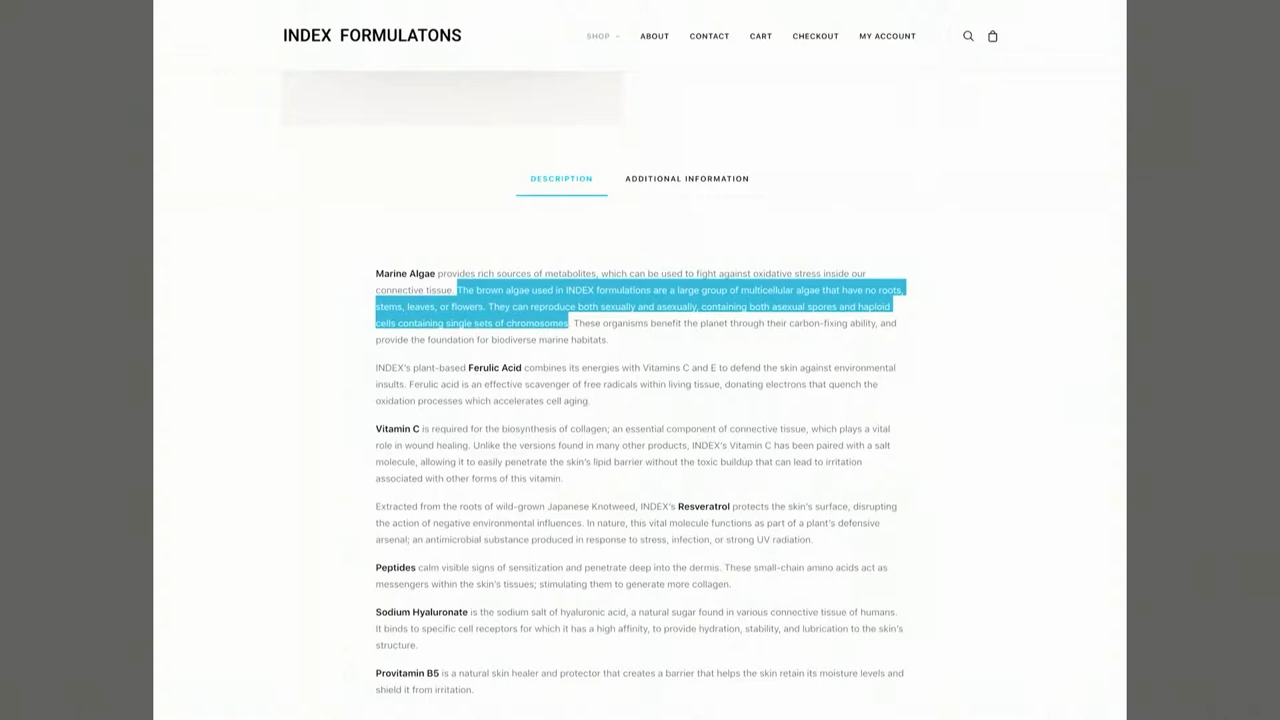 INDEX FORMULATONS
SHOP ABOUT CONTACT CART CHECKOUT MY ACCOUNT
DESCRIPTION ADDITIONAL INFORMATION
Marine Algae provides rich sources of metabolites, which can be used to fight against oxidative stress inside our
connective tissue. The brown algae used in INDEX formulations are a large group of multicellular algae that have no roots,
stems, leaves, or flowers. They can reproduce both sexually and asexually, containing both asexual spores and haploid
cells containing single sets of chromosomes. These organisms benefit the planet through their carbon-fixing ability, and
provide the foundation for biodiverse marine habitats.
INDEX's plant-based Ferulic Acid combines its energies with Vitamins C and E to defend the skin against environmental
insults. Ferulic acid is an effective scavenger of free radicals within living tissue, donating electrons that quench the
oxidation processes which accelerates cell aging.
Vitamin C is required for the biosynthesis of collagen; an essential component of connective tissue, which plays a vital
role in wound healing. Unlike the versions found in many other products, INDEX's Vitamin C has been paired with a salt
molecule, allowing it to easily penetrate the skin's lipid barrier without the toxic buildup that can lead to irritation
associated with other forms of this vitamin.
Extracted from the roots of wild-grown Japanese Knotweed, INDEX's Resveratrol protects the skin's surface, disrupting
the action of negative environmental influences. In nature, this vital molecule functions as part of a plant's defensive
arsenal; an antimicrobial substance produced in response to stress, infection, or strong UV radiation.
Peptides calm visible signs of sensitization and penetrate deep into the dermis. These small-chain amino acids act as
messengers within the skin's tissues; stimulating them to generate more collagen.
Sodium Hyaluronate is the sodium salt of hyaluronic acid, a natural sugar found in various connective tissue of humans.
It binds to specific cell receptors for which it has a high affinity, to provide hydration, stability, and lubrication to the skin's
structure.
Provitamin B5 is a natural skin healer and protector that creates a barrier that helps the skin retain its moisture levels and
shield it from irritation.